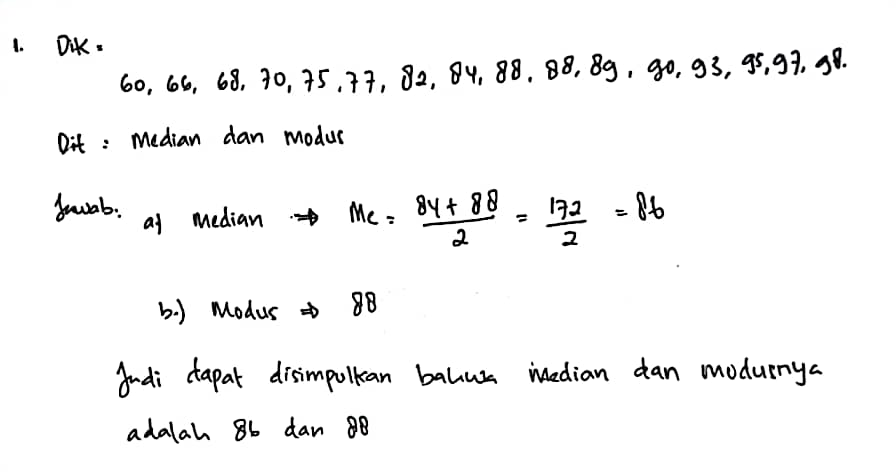 1. Dik =
60, 66, 68, 70, 75, 77, 82, 84, 88, 88, 89, 90, 93, 95, 97, 98.
Dit : Median dan modus
Jawab: a) Median ⇒ Me = 84 + 88 / 2 = 172 / 2 = 86
b.) Modus ⇒ 88
Jadi dapat disimpulkan bahwa median dan modusnya
adalah 86 dan 88